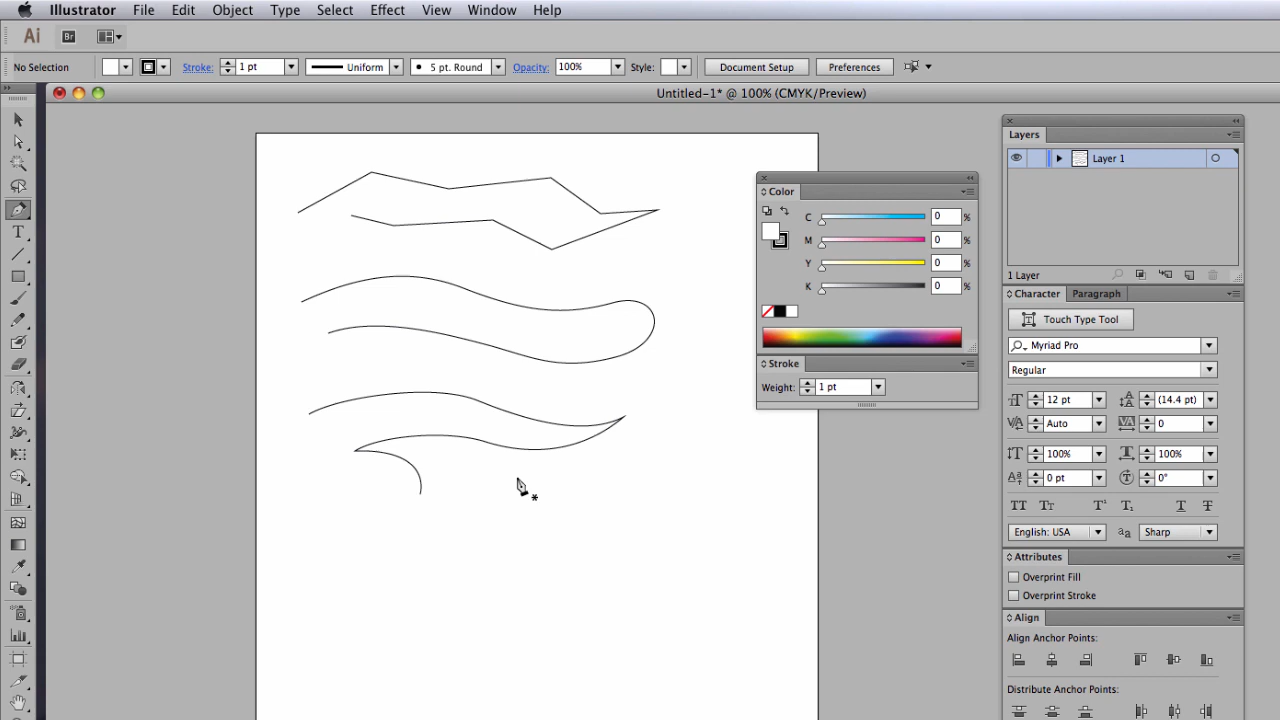 Illustrator File Edit Object Type Select Effect View Window Help
Ai Br
No Selection Stroke: 1 pt Uniform 5 pt. Round Opacity: 100% Style: Document Setup Preferences
Untitled-1* @ 100% (CMYK/Preview)
Layers
Layer 1
1 Layer
Color
C 0 %
M 0 %
Y 0 %
K 0 %
Stroke
Weight: 1 pt
Character Paragraph
Touch Type Tool
Myriad Pro
Regular
12 pt (14.4 pt)
Auto 0
100% 100%
0 pt 0°
English: USA Sharp
Attributes
Overprint Fill
Overprint Stroke
Align
Align Anchor Points:
Distribute Anchor Points: